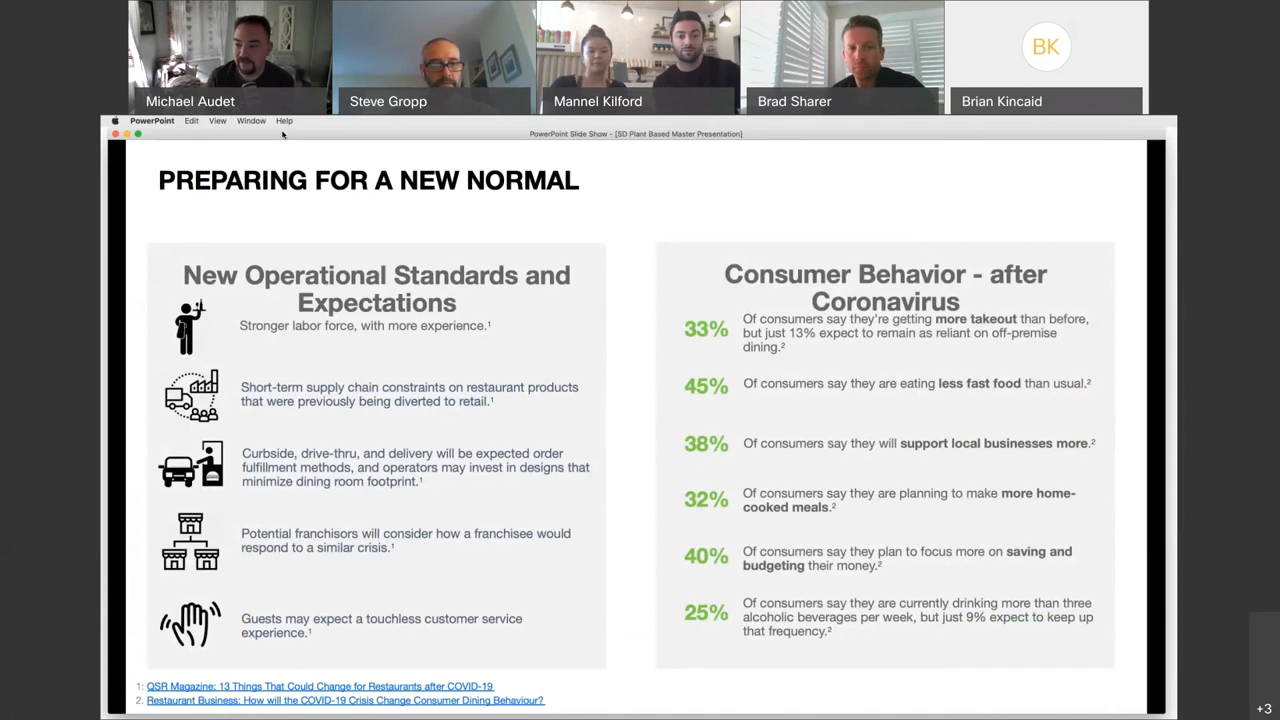 BK
Michael Audet
Steve Gropp
Mannel Kilford
Brad Sharer
Brian Kincaid
PowerPoint Edit View Window Help
PowerPoint Slide Show - [SD Plant Based Master Presentation]
PREPARING FOR A NEW NORMAL
New Operational Standards and
Expectations
Stronger labor force, with more experience.¹
Short-term supply chain constraints on restaurant products
that were previously being diverted to retail.¹
Curbside, drive-thru, and delivery will be expected order
fulfillment methods, and operators may invest in designs that
minimize dining room footprint.¹
Potential franchisors will consider how a franchisee would
respond to a similar crisis.¹
Guests may expect a touchless customer service
experience.¹
Consumer Behavior - after
Coronavirus
33%
Of consumers say they're getting more takeout than before,
but just 13% expect to remain as reliant on off-premise
dining.²
45%
Of consumers say they are eating less fast food than usual.²
38%
Of consumers say they will support local businesses more.²
32%
Of consumers say they are planning to make more home-
cooked meals.²
40%
Of consumers say they plan to focus more on saving and
budgeting their money.²
25%
Of consumers say they are currently drinking more than three
alcoholic beverages per week, but just 9% expect to keep up
that frequency.²
1: QSR Magazine: 13 Things That Could Change for Restaurants after COVID-19
2. Restaurant Business: How will the COVID-19 Crisis Change Consumer Dining Behaviour?
+3